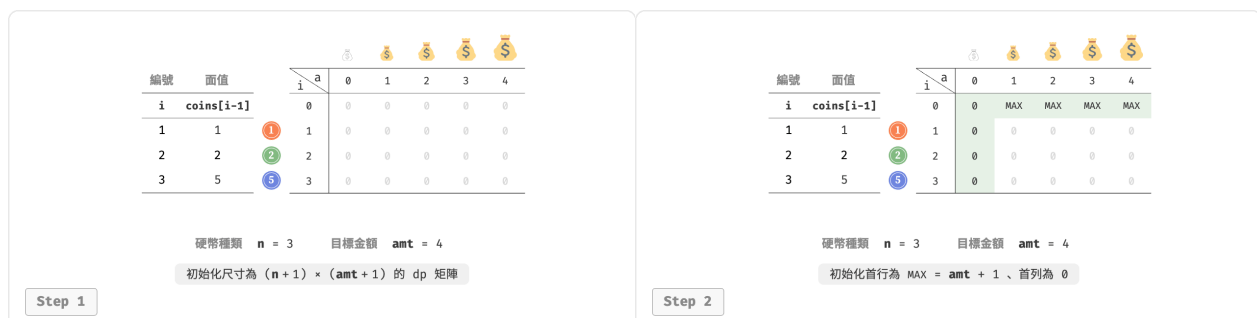 編號 面值
i coins[i-1]
1 1 1
2 2 2
3 5 5
a
i
0 1 2 3 4
0 0 0 0 0 0
1 0 0 0 0 0
2 0 0 0 0 0
3 0 0 0 0 0
硬幣種類 n = 3 目標金額 amt = 4
初始化尺寸為 (n + 1) × (amt + 1) 的 dp 矩陣
Step 1
編號 面值
i coins[i-1]
1 1 1
2 2 2
3 5 5
a
i
0 1 2 3 4
0 0 MAX MAX MAX MAX
1 0 0 0 0 0
2 0 0 0 0 0
3 0 0 0 0 0
硬幣種類 n = 3 目標金額 amt = 4
初始化首行為 MAX = amt + 1 、首列為 0
Step 2